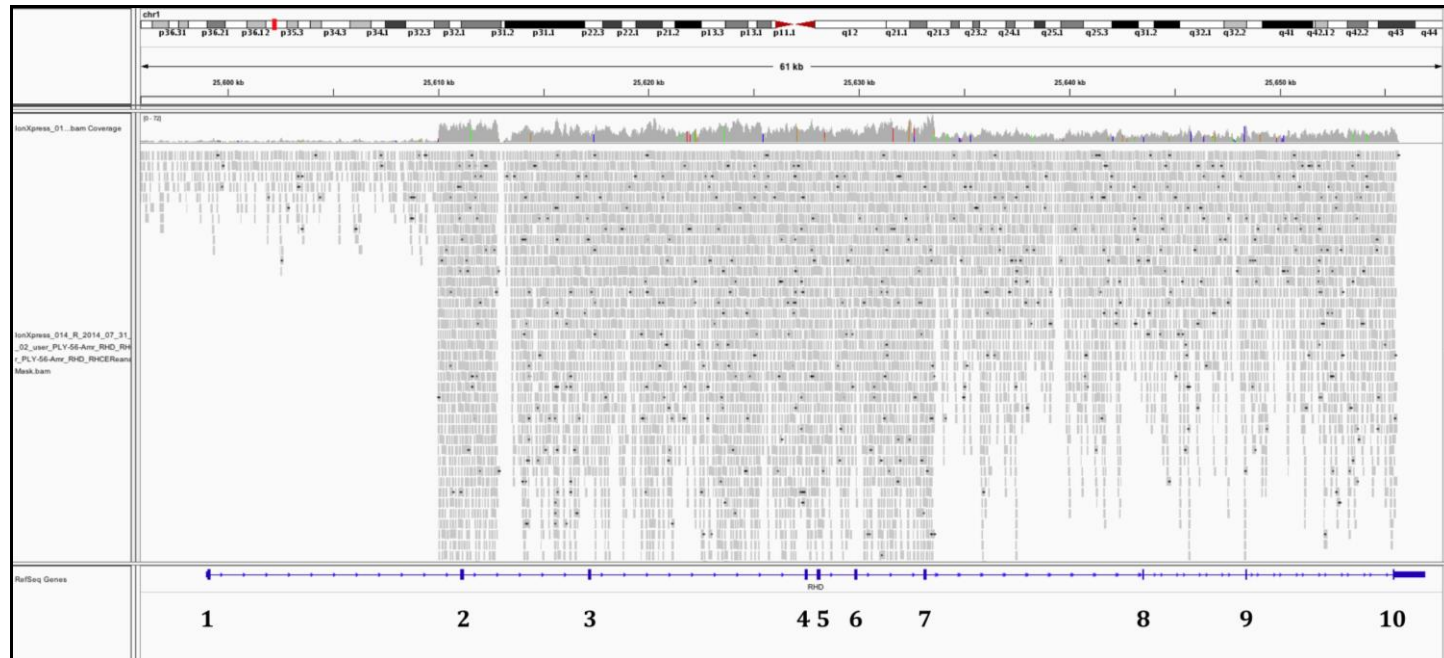 chr1
p36.31 p36.21 p36.12 p35.3 p34.3 p34.1 p32.3 p32.1 p31.2 p31.1 p22.3 p22.1 p21.2 p13.3 p13.1 p11.1 q12 q21.1 q21.3 q23.2 q24.1 q25.1 q25.3 q31.2 q32.1 q32.2 q41 q42.12 q42.2 q43 q44
61 kb
25,600 kb 25,610 kb 25,620 kb 25,630 kb 25,640 kb 25,650 kb
IonXpress_01...bam Coverage
[0 - 72]
IonXpress_014_R_2014_07_31_
_02_user_PLY-56-Amr_RHD_RH
r_PLY-56-Amr_RHD_RHCEReana
Mask.bam
RefSeq Genes
RHD
1 2 3 4 5 6 7 8 9 10